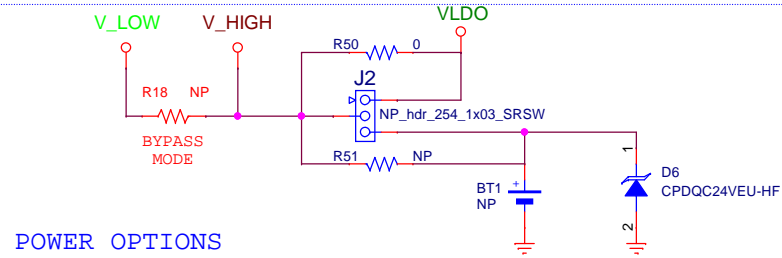 V_LOW V_HIGH VLDO
R50 0
J2
R18 NP
NP_hdr_254_1x03_SRSW
BYPASS
MODE
R51 NP
1
D6
CPDQC24VEU-HF
BT1 +
NP
2
POWER OPTIONS